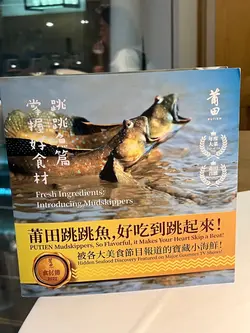 莆田
PUTIEN
掌握好食材
跳跳魚篇
Fresh Ingredients:
Introducing Mudskippers
莆田跳跳魚,好吃到跳起來!
PUTIEN Mudskippers, So Flavorful, it Makes Your Heart Skip a Beat!
被各大美食節目報道的寶藏小海鮮!
Hidden Seafood Discovery Featured on Major Gourmet TV Shows!